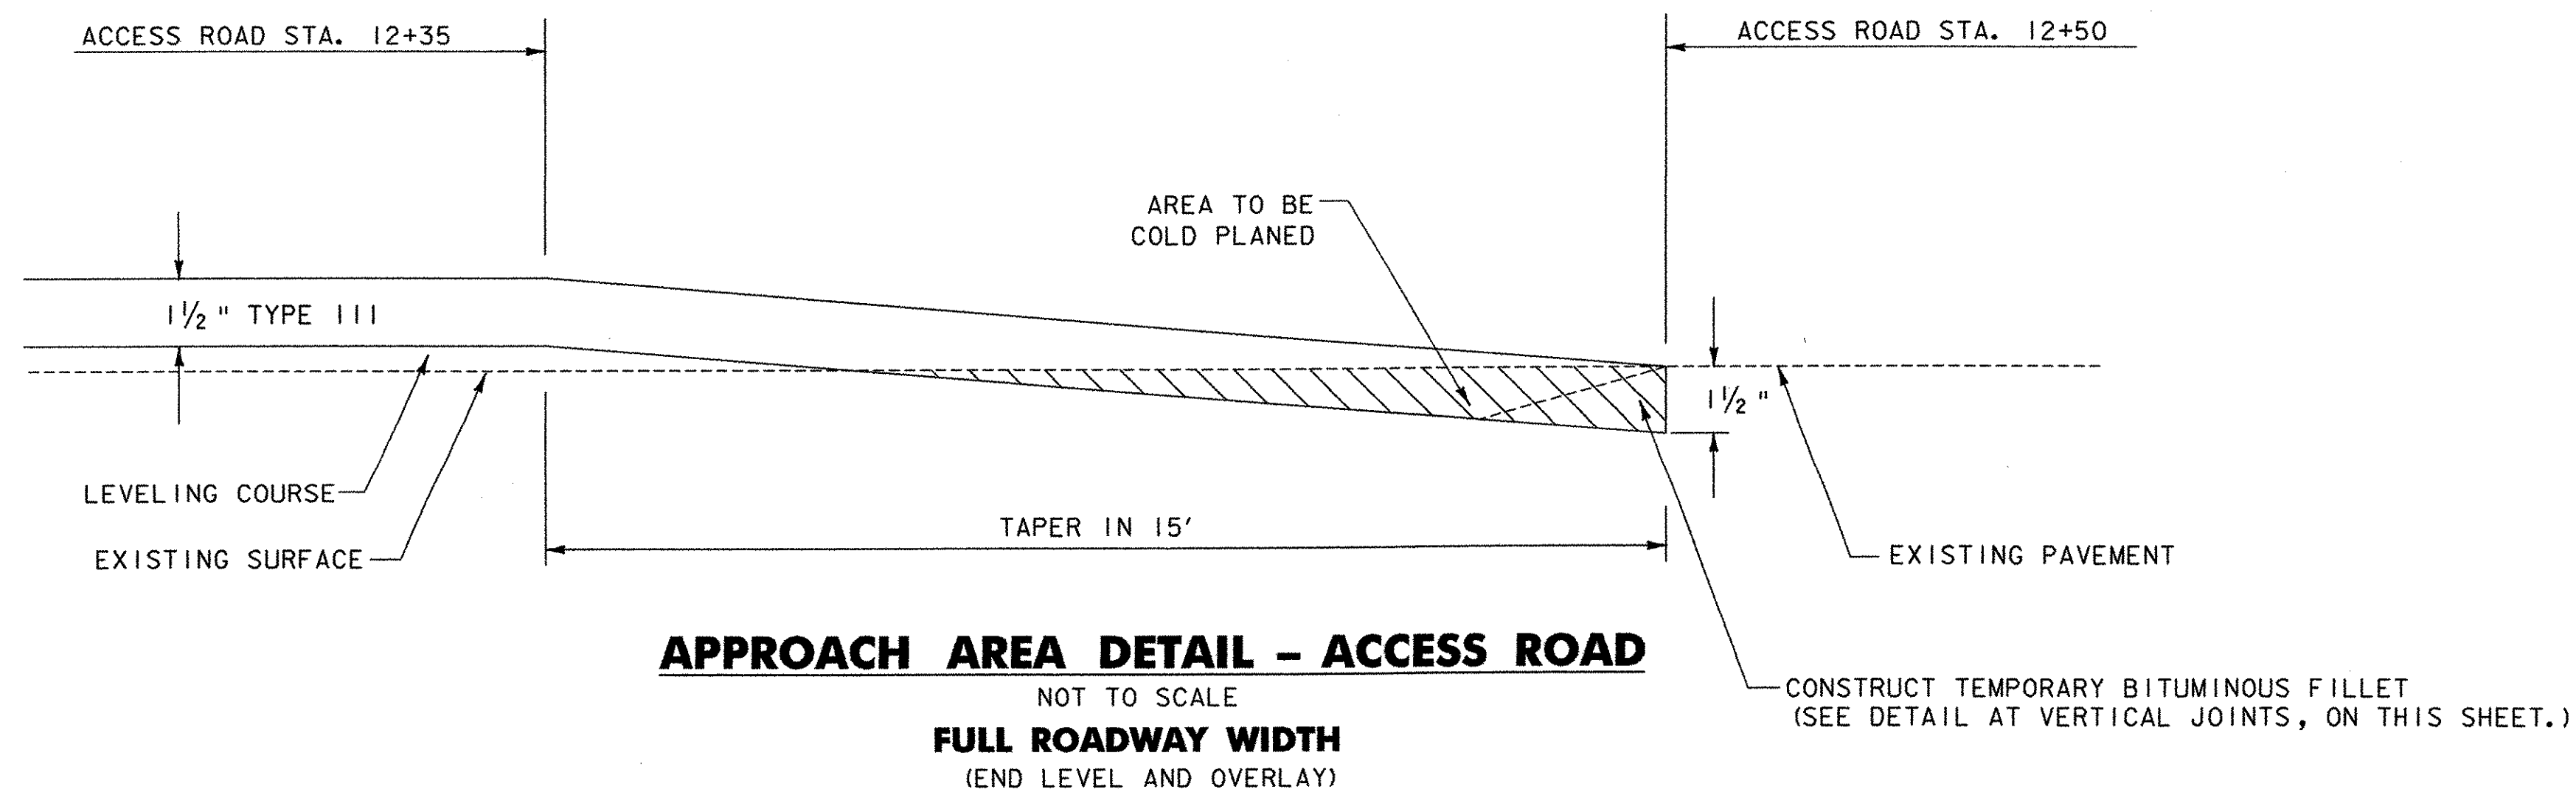 ACCESS ROAD STA. 12+35
ACCESS ROAD STA. 12+50
AREA TO BE
COLD PLANED
1½" TYPE III
1½"
LEVELING COURSE
TAPER IN 15'
EXISTING SURFACE
EXISTING PAVEMENT
APPROACH AREA DETAIL – ACCESS ROAD
NOT TO SCALE
FULL ROADWAY WIDTH
(END LEVEL AND OVERLAY)
CONSTRUCT TEMPORARY BITUMINOUS FILLET
(SEE DETAIL AT VERTICAL JOINTS, ON THIS SHEET.)